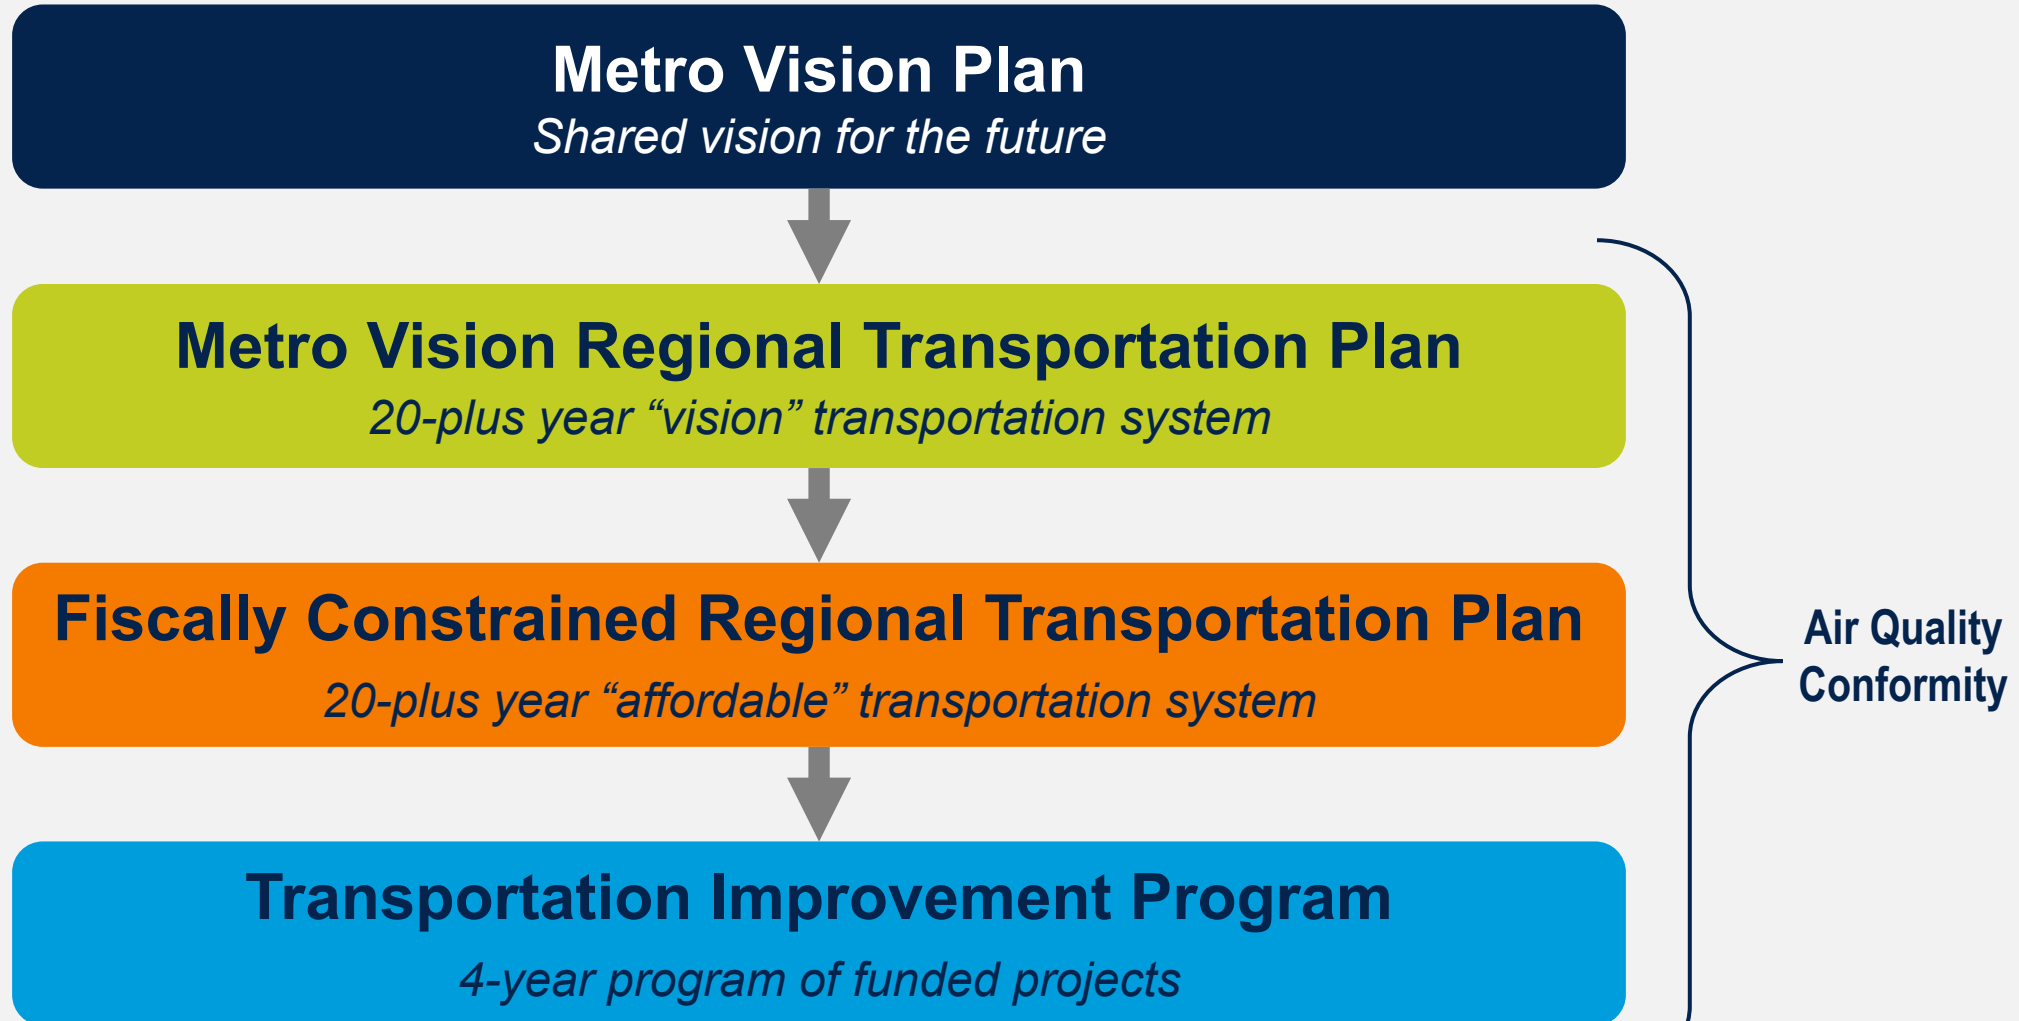 Metro Vision Plan
Shared vision for the future
Metro Vision Regional Transportation Plan
20-plus year “vision” transportation system
Fiscally Constrained Regional Transportation Plan
20-plus year “affordable” transportation system
Transportation Improvement Program
4-year program of funded projects
Air Quality
Conformity